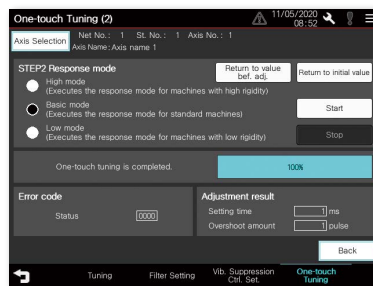 One-touch Tuning (2)
11/05/2020
08:52
Axis Selection
Net No.: 1 St. No.: 1 Axis No.: 1
Axis Name: Axis name 1
STEP2 Response mode
Return to value bef. adj.
Return to initial value
High mode
(Executes the response mode for machines with high rigidity)
Basic mode
(Executes the response mode for standard machines)
Start
Low mode
(Executes the response mode for machines with low rigidity)
Stop
One-touch tuning is completed.
100%
Error code
Status 0000
Adjustment result
Setting time 1 ms
Overshoot amount 1 pulse
Back
Tuning
Filter Setting
Vib. Suppression
Ctrl. Set.
One-touch
Tuning